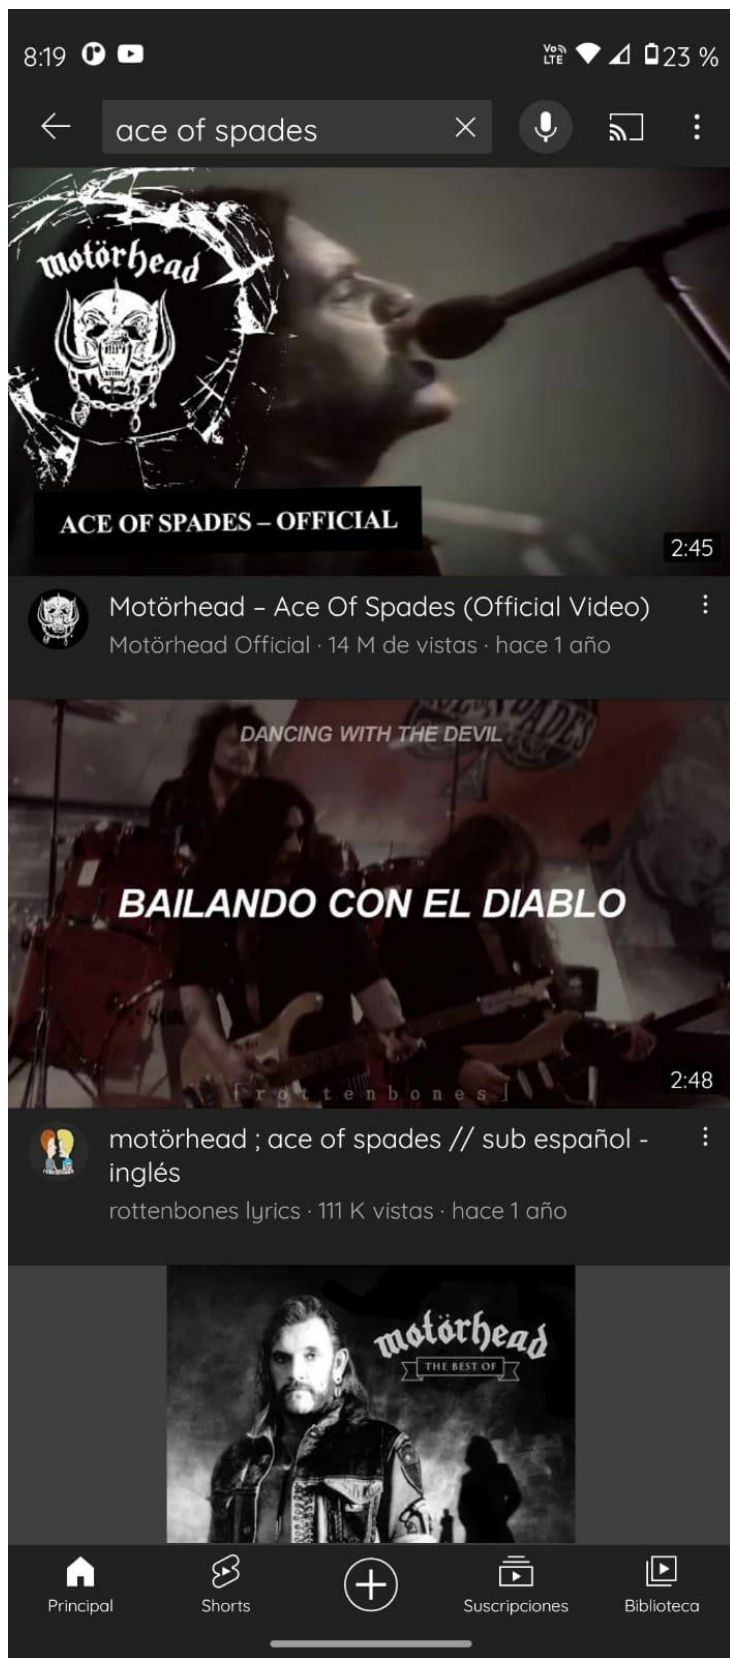 8:19
Vo
LTE
23 %
ace of spades
motörhead
ACE OF SPADES – OFFICIAL
2:45
Motörhead – Ace Of Spades (Official Video)
Motörhead Official · 14 M de vistas · hace 1 año
DANCING WITH THE DEVIL
BAILANDO CON EL DIABLO
「rottenbones」
2:48
motörhead ; ace of spades // sub español -
inglés
rottenbones lyrics · 111 K vistas · hace 1 año
motörhead
THE BEST OF
Principal
Shorts
Suscripciones
Biblioteca